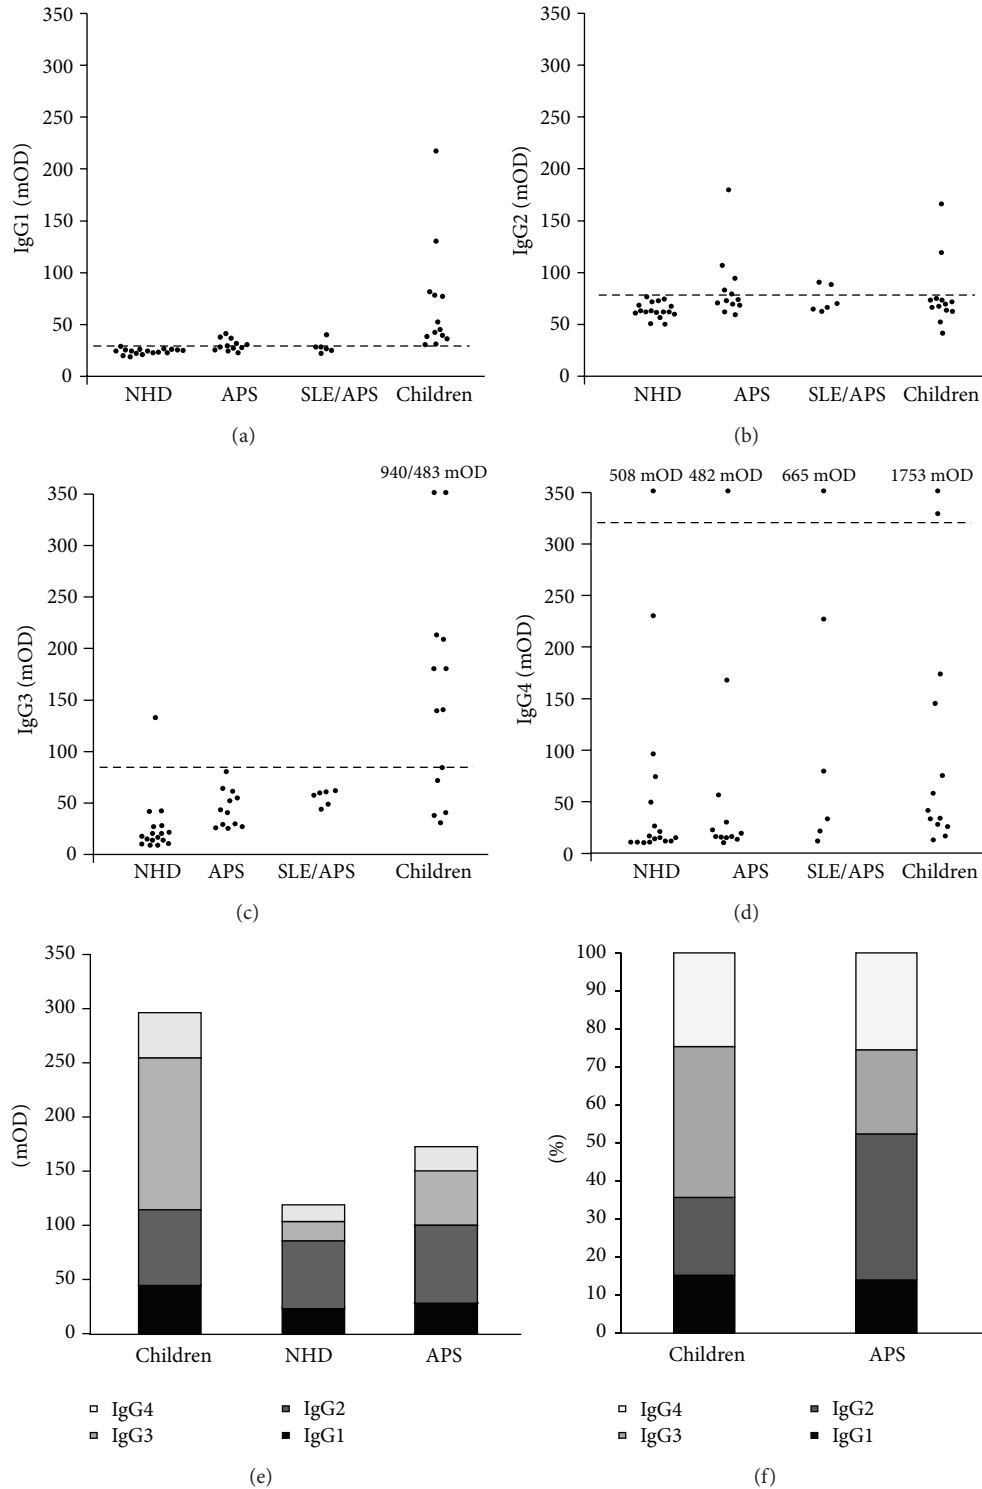 350
300
250
200
150
100
50
0
IgG1 (mOD)
NHD APS SLE/APS Children
(a)
350
300
250
200
150
100
50
0
IgG2 (mOD)
NHD APS SLE/APS Children
(b)
940/483 mOD
350
300
250
200
150
100
50
0
IgG3 (mOD)
NHD APS SLE/APS Children
(c)
508 mOD 482 mOD 665 mOD 1753 mOD
350
300
250
200
150
100
50
0
IgG4 (mOD)
NHD APS SLE/APS Children
(d)
350
300
250
200
150
100
50
0
(mOD)
Children NHD APS
IgG4 IgG2
IgG3 IgG1
(e)
100
90
80
70
60
50
40
30
20
10
0
(%)
Children APS
IgG4 IgG2
IgG3 IgG1
(f)